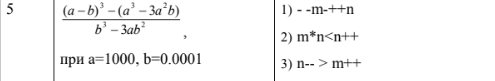 5
(a – b)³ – (a³ – 3a²b)
b³ – 3ab² ,
при a=1000, b=0.0001
1) - -m-++n
2) m*n<n++
3) n-- > m++